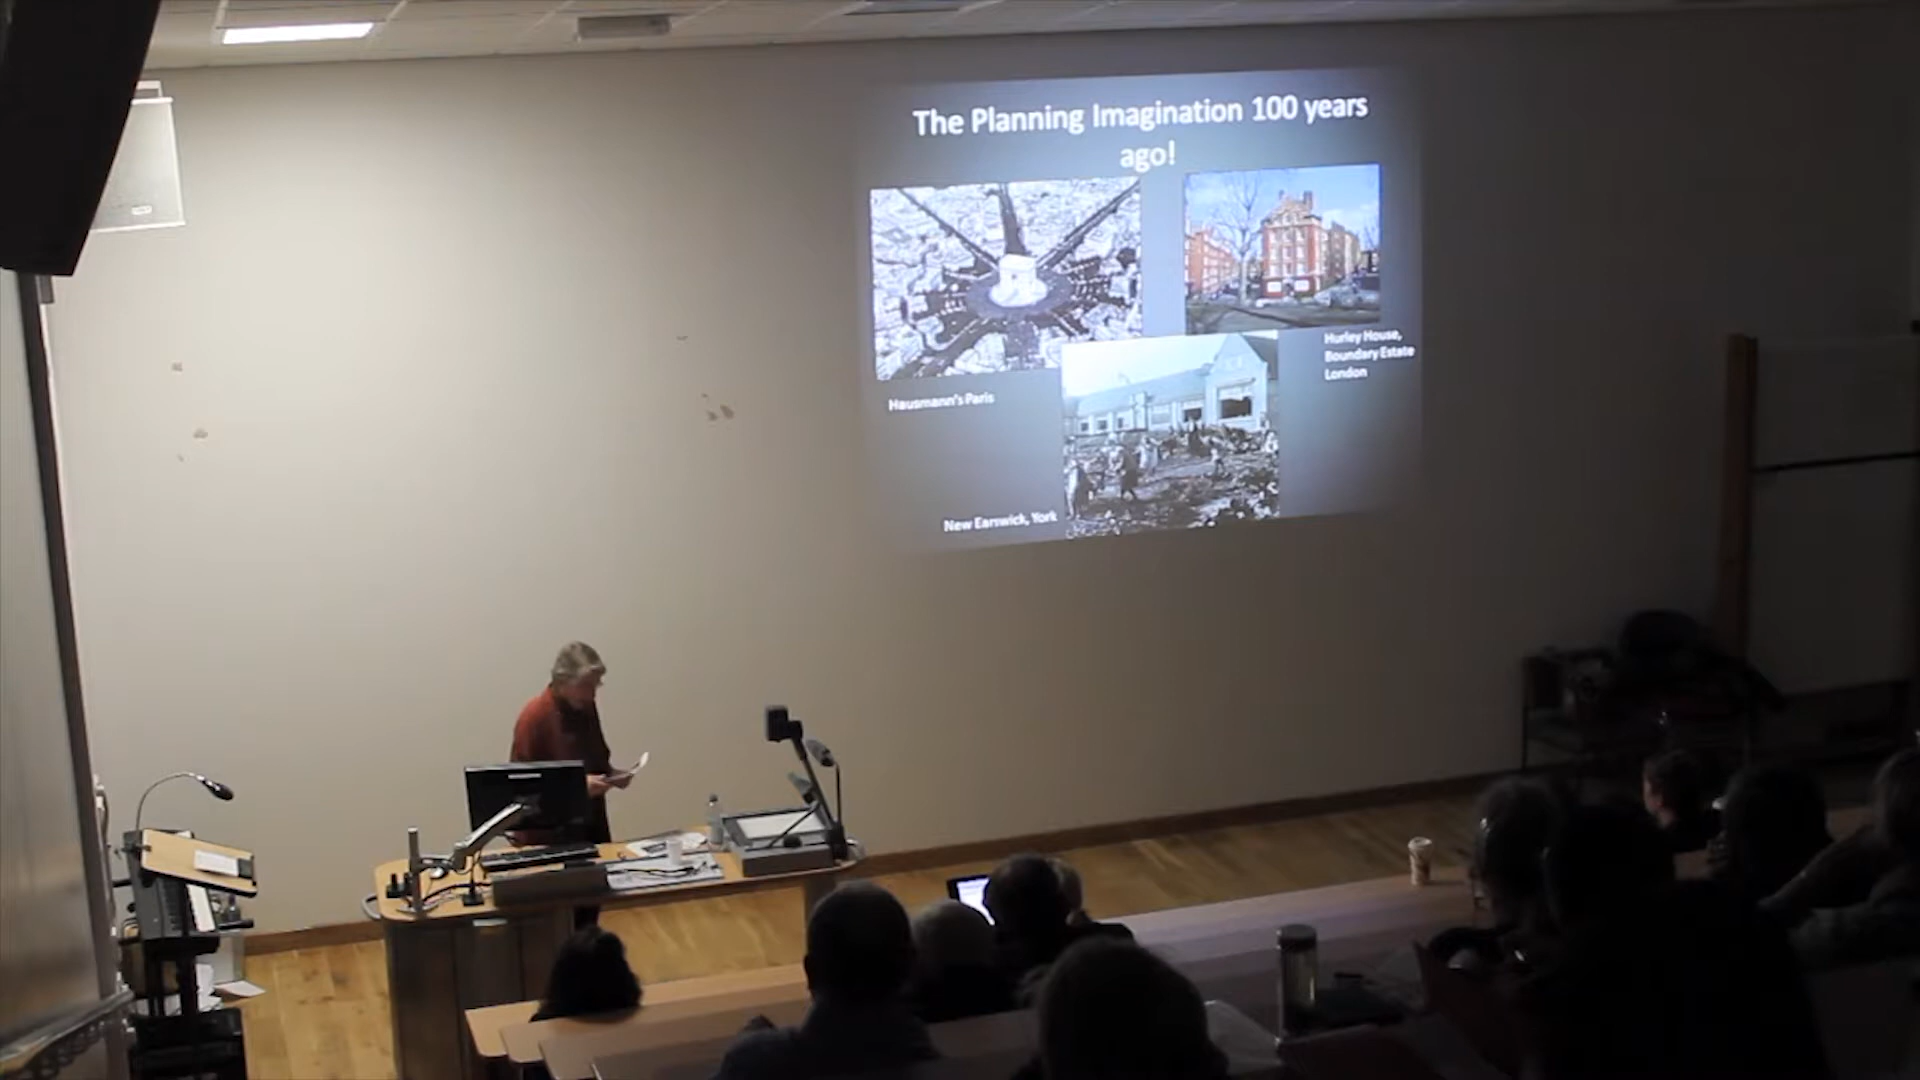 The Planning Imagination 100 years
ago!
Hurley House,
Boundary Estate
London
Hausmann's Paris
New Earswick, York